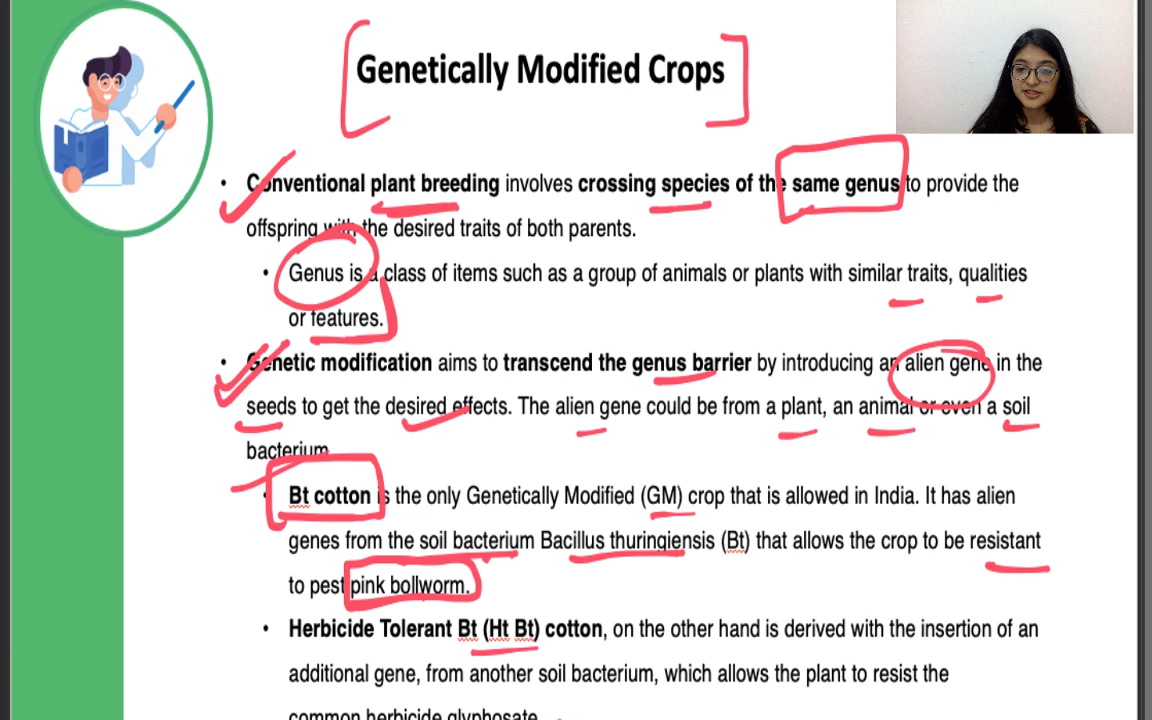 Genetically Modified Crops
• Conventional plant breeding involves crossing species of the same genus to provide the
offspring with the desired traits of both parents.
• Genus is a class of items such as a group of animals or plants with similar traits, qualities
or features.
• Genetic modification aims to transcend the genus barrier by introducing an alien gene in the
seeds to get the desired effects. The alien gene could be from a plant, an animal or even a soil
bacterium.
• Bt cotton is the only Genetically Modified (GM) crop that is allowed in India. It has alien
genes from the soil bacterium Bacillus thuringiensis (Bt) that allows the crop to be resistant
to pest pink bollworm.
• Herbicide Tolerant Bt (Ht Bt) cotton, on the other hand is derived with the insertion of an
additional gene, from another soil bacterium, which allows the plant to resist the
common herbicide glyphosate.